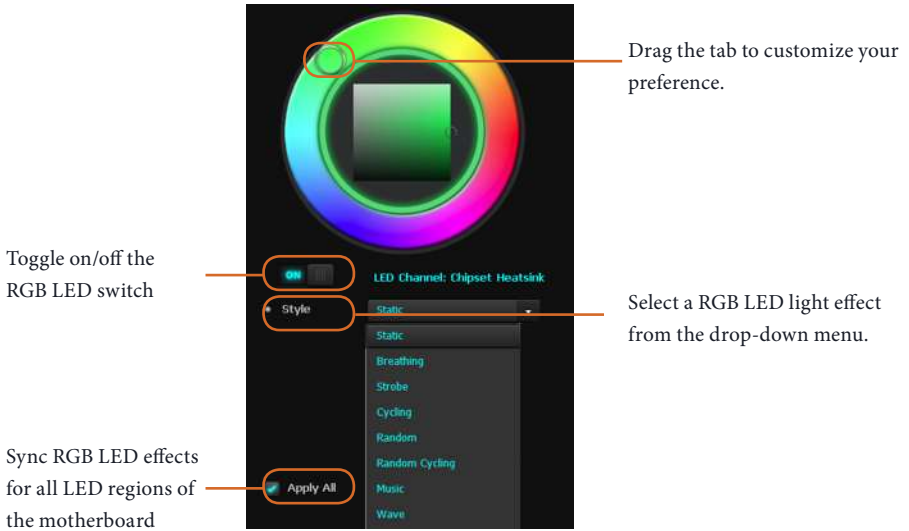 Drag the tab to customize your
preference.
Toggle on/off the
RGB LED switch
ON
LED Channel: Chipset Heatsink
Style
Static
Select a RGB LED light effect
from the drop-down menu.
Static
Breathing
Strobe
Cycling
Random
Random Cycling
Music
Wave
Sync RGB LED effects
for all LED regions of
the motherboard
Apply All